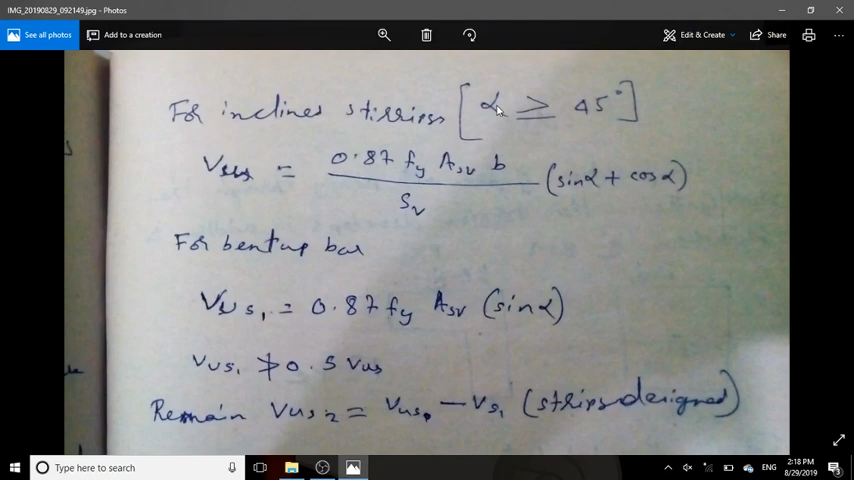 IMG_20190829_092149.jpg - Photos
See all photos
Add to a creation
Edit & Create
Share
For inclines stirrips [α ≥ 45°]
Vus = 0.87 fy Asv b / Sv (sinα + cosα)
For bentup bar
Vus1 = 0.87 fy Asv (sinα)
Vus1 ≯ 0.5 Vus
Remain Vus2 = Vus - Vs1 (strips designed)
Type here to search
ENG
2:18 PM
8/29/2019
3